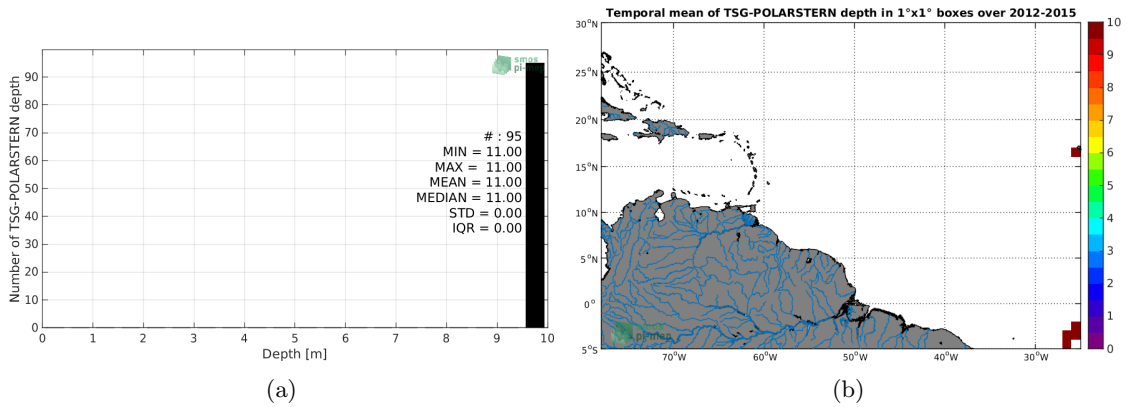 smos
pi-mep
Number of TSG-POLARSTERN depth
90
80
70
60
50
40
30
20
10
0
# : 95
MIN = 11.00
MAX = 11.00
MEAN = 11.00
MEDIAN = 11.00
STD = 0.00
IQR = 0.00
0 1 2 3 4 5 6 7 8 9 10
Depth [m]
(a)
Temporal mean of TSG-POLARSTERN depth in 1°x1° boxes over 2012-2015
25°N
20°N
15°N
10°N
5°N
0°
5°S
70°W 60°W 50°W 40°W 30°W
smos
pi-mep
10
9
8
7
6
5
4
3
2
1
0
(b)